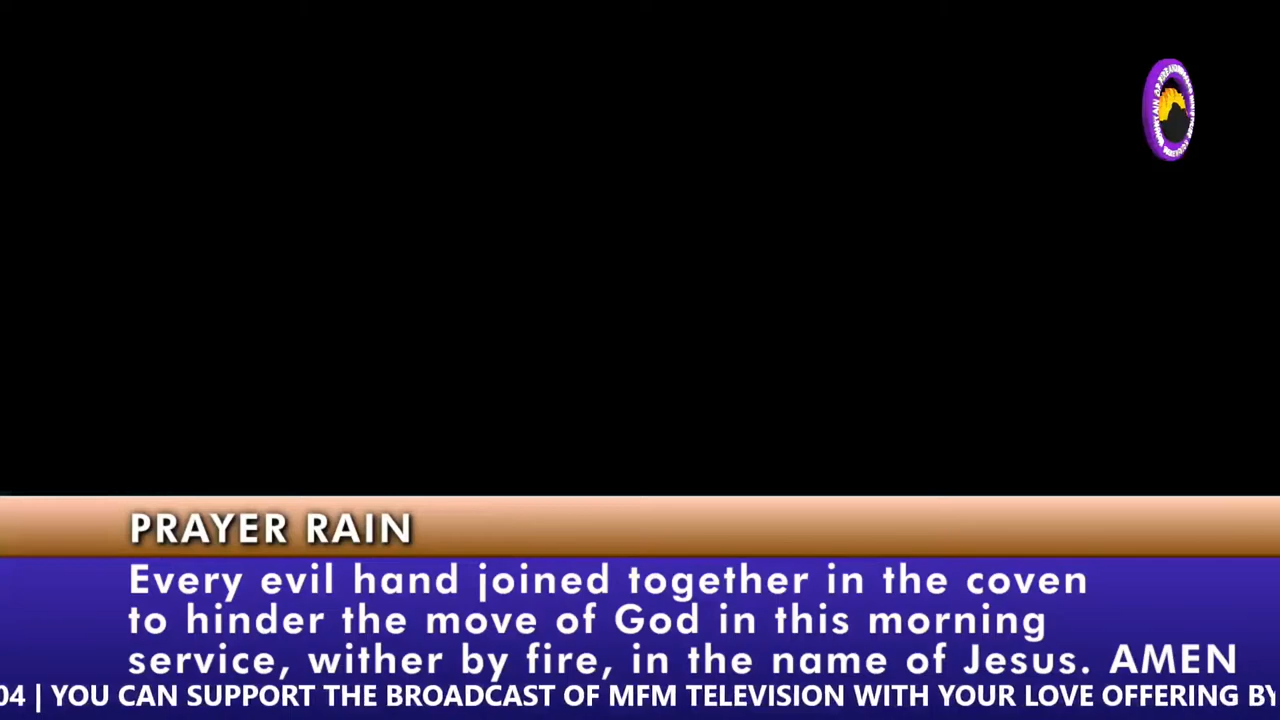 PRAYER RAIN
Every evil hand joined together in the coven
to hinder the move of God in this morning
service, wither by fire, in the name of Jesus. AMEN
04 | YOU CAN SUPPORT THE BROADCAST OF MFM TELEVISION WITH YOUR LOVE OFFERING BY